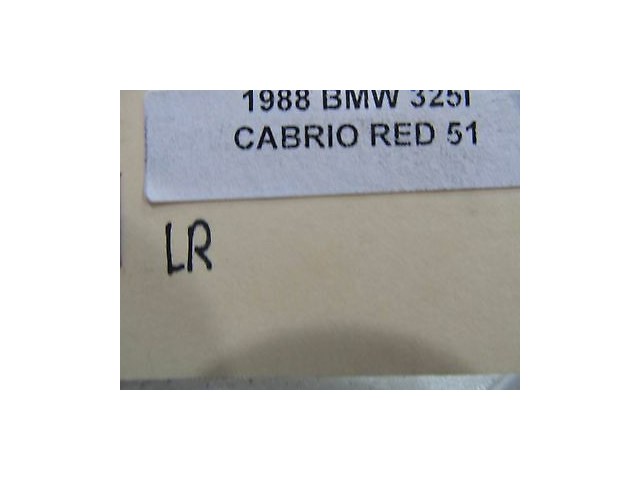 1988 BMW 325i
CABRIO RED 51
LR